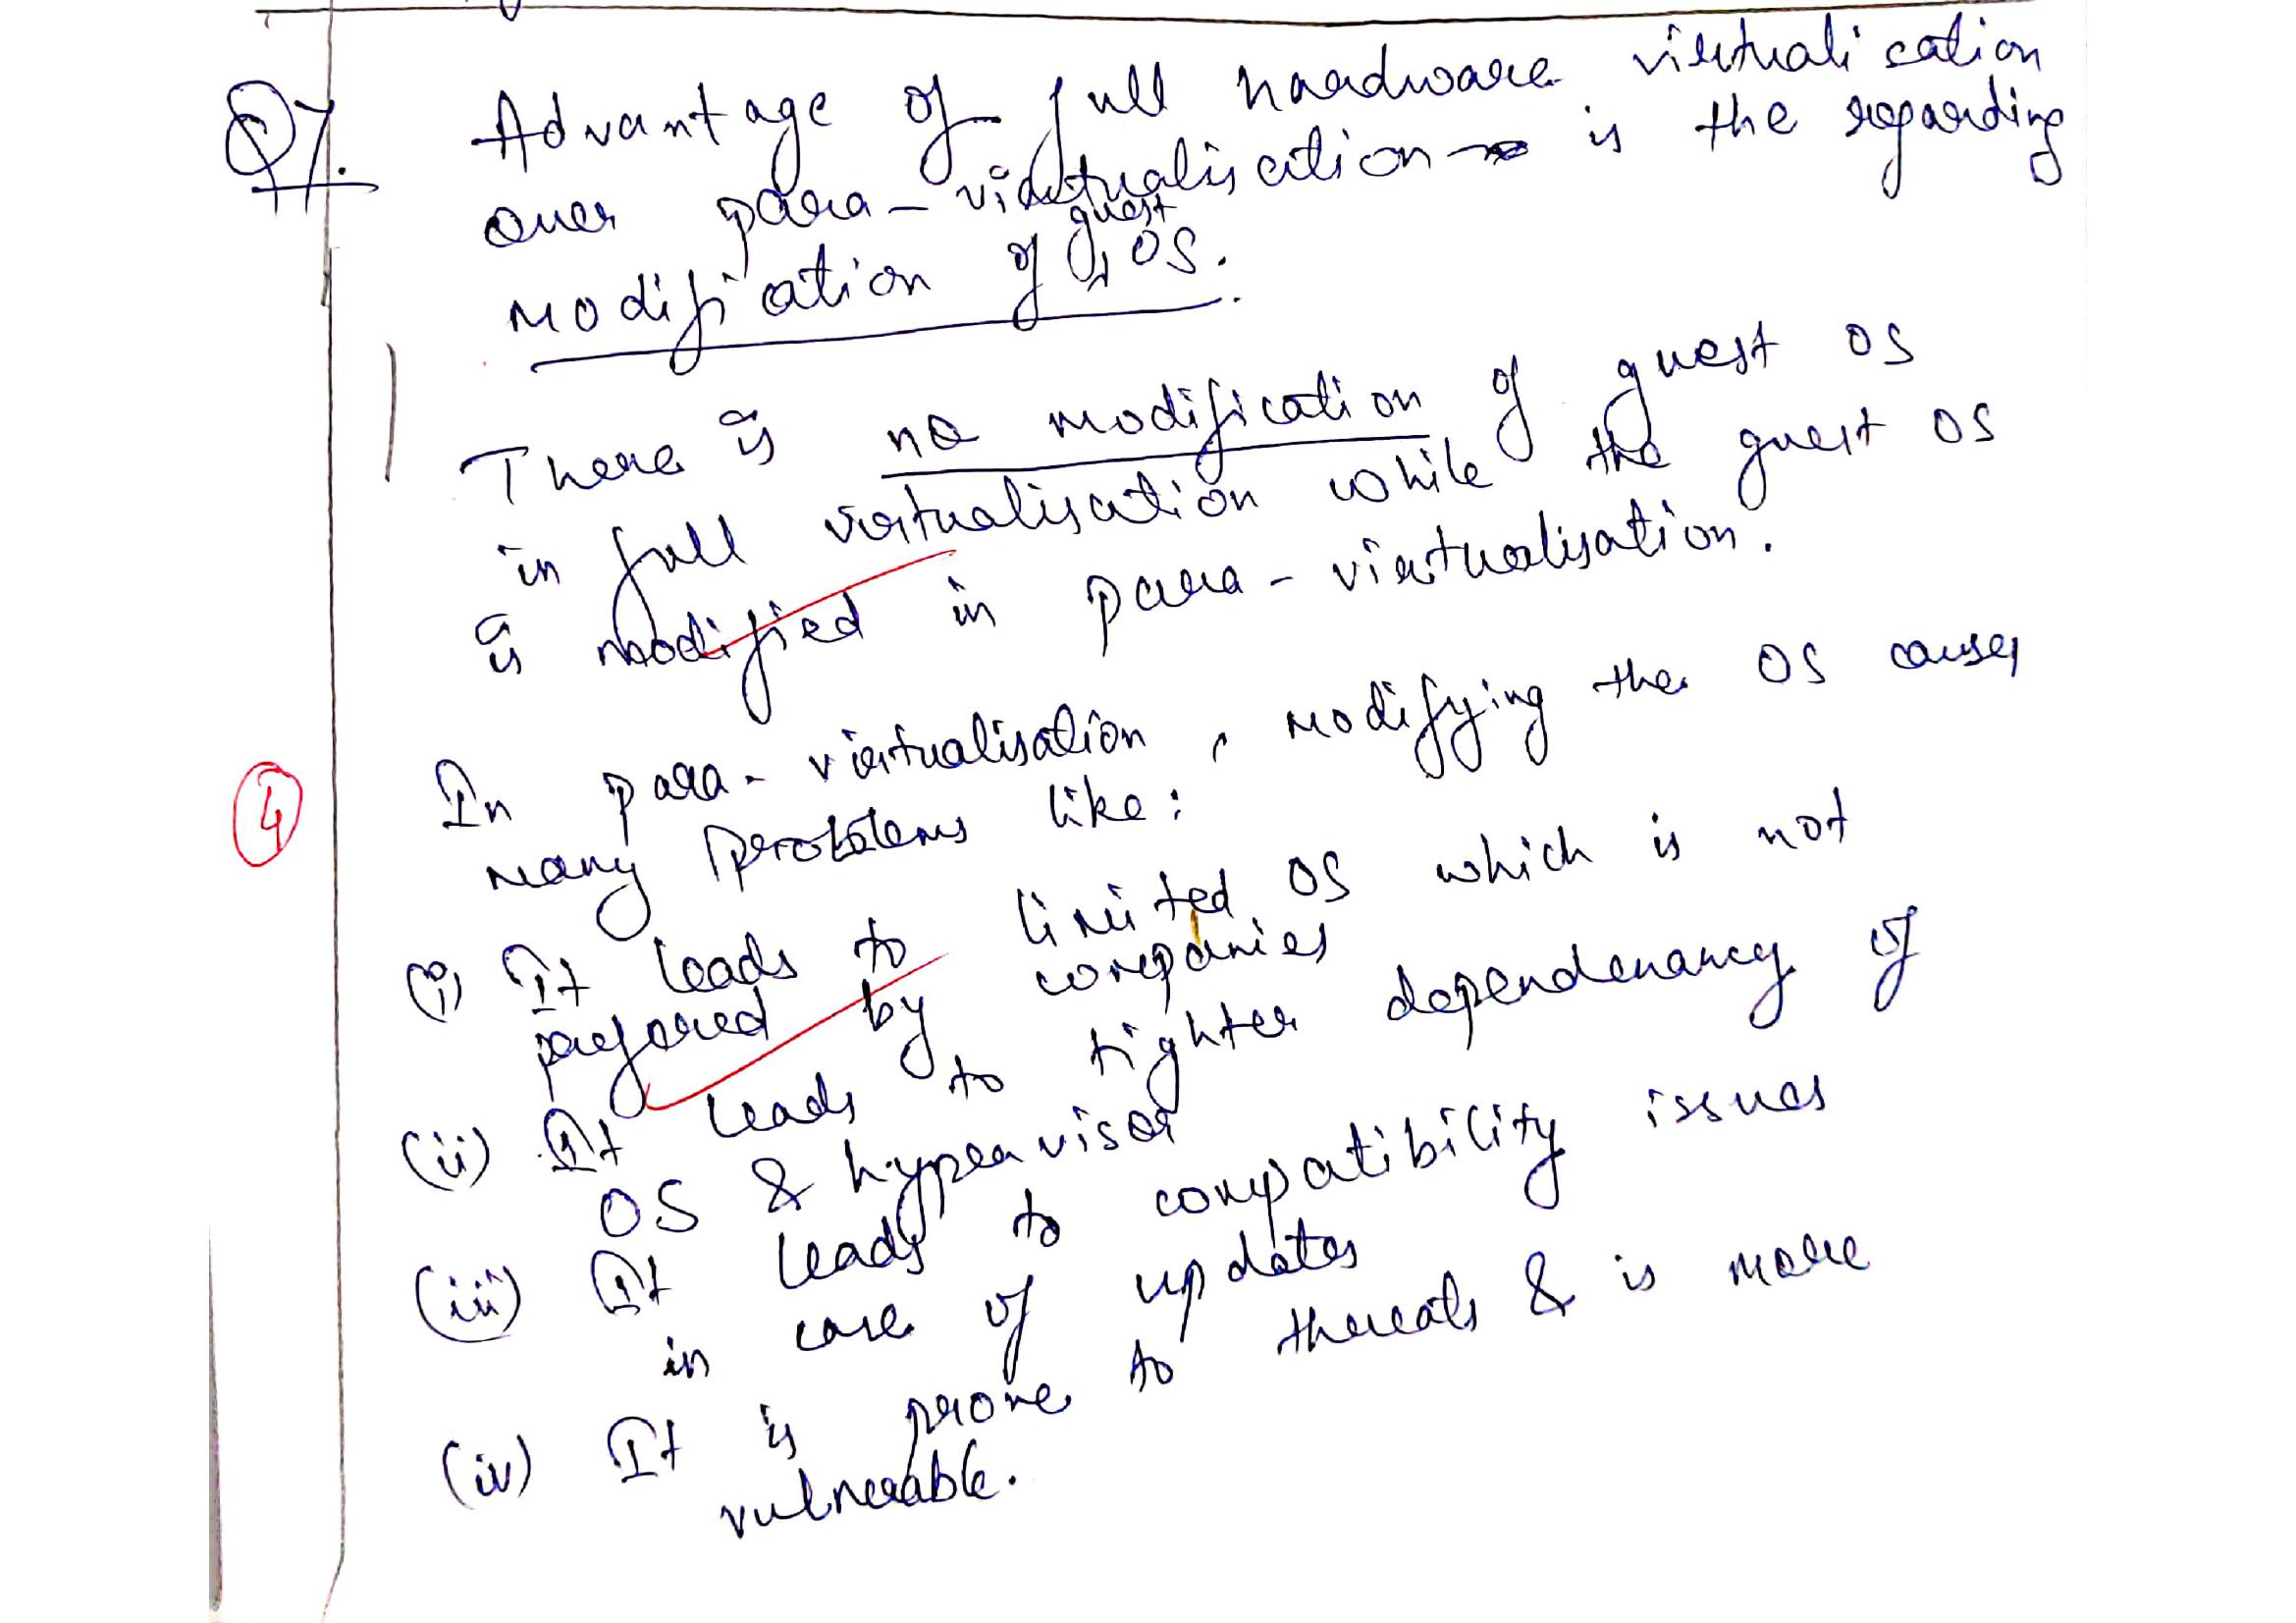 Q7. Advantage of full hardware virtualisation
over para-virtualisation is the regarding
modification of guest OS.
There is no modification of guest OS
in full virtualisation while the guest OS
is modified in para-virtualisation.
In para-virtualisation, modifying the OS causes
many problems like:
4
(i) It leads to limited OS which is not
prefored by companies
(ii) It leads to tighter dependenancy of
OS & hypervisor
(iii) It leads to compatibility issues
in case of updates
(iv) It is prone to threats & is more
vulnerable.